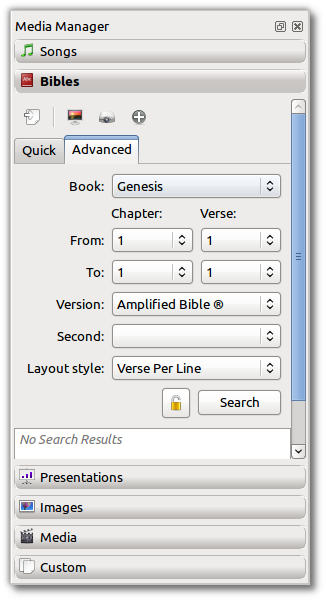 Media Manager
Songs
Bibles
Quick Advanced
Book: Genesis
Chapter: Verse:
From: 1 1
To: 1 1
Version: Amplified Bible ®
Second:
Layout style: Verse Per Line
Search
No Search Results
Presentations
Images
Media
Custom